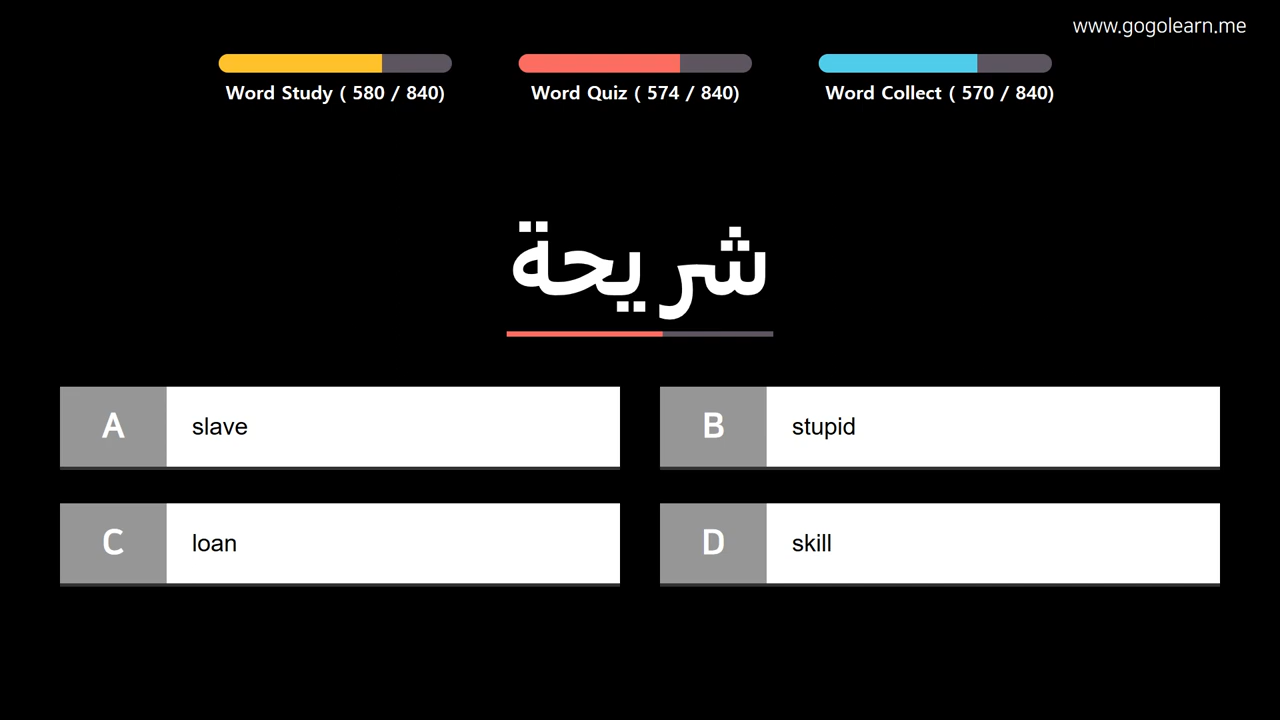 www.gogolearn.me
Word Study ( 580 / 840)
Word Quiz ( 574 / 840)
Word Collect ( 570 / 840)
شريحة
A slave
B stupid
C loan
D skill